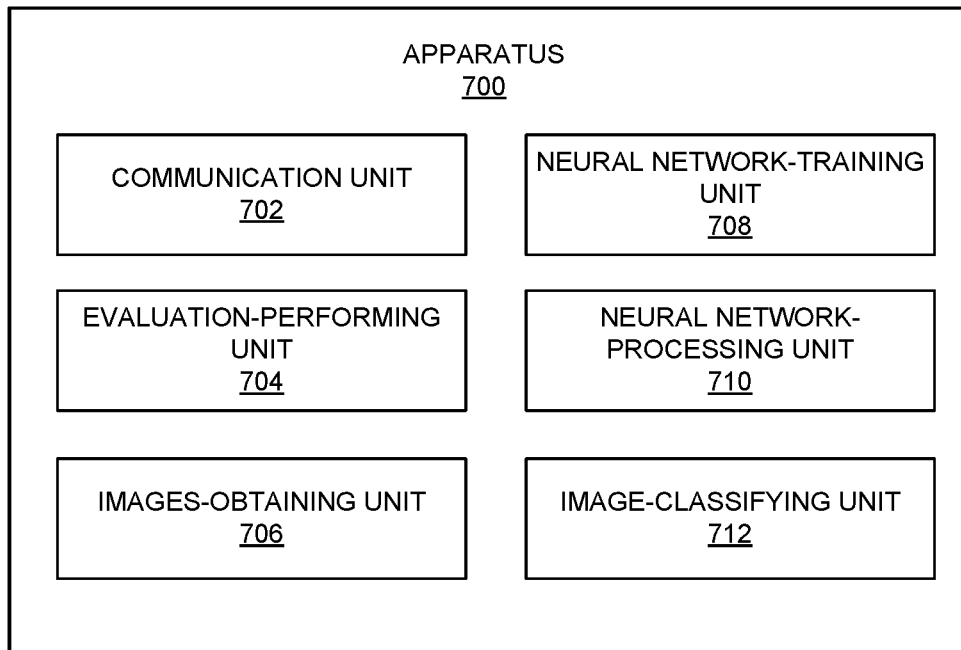 APPARATUS
700
COMMUNICATION UNIT
702
NEURAL NETWORK-TRAINING
UNIT
708
EVALUATION-PERFORMING
UNIT
704
NEURAL NETWORK-
PROCESSING UNIT
710
IMAGES-OBTAINING UNIT
706
IMAGE-CLASSIFYING UNIT
712